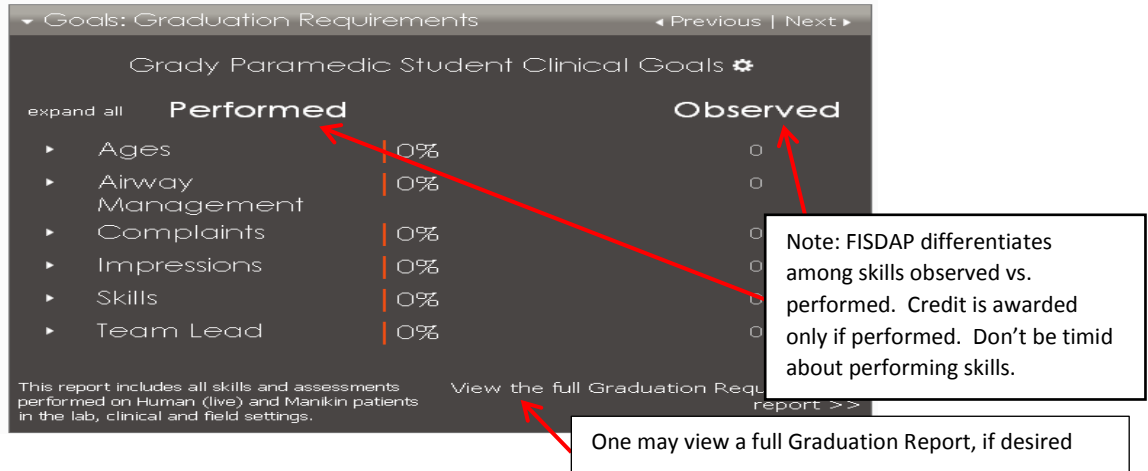 Goals: Graduation Requirements
Previous | Next
Grady Paramedic Student Clinical Goals
expand all Performed Observed
Ages 0% 0
Airway Management 0% 0
Complaints 0% 0
Impressions 0% 0
Skills 0% 0
Team Lead 0% 0
This report includes all skills and assessments
performed on Human (live) and Manikin patients
in the lab, clinical and field settings.
View the full Graduation Requ
report >>
Note: FISDAP differentiates
among skills observed vs.
performed. Credit is awarded
only if performed. Don’t be timid
about performing skills.
One may view a full Graduation Report, if desired